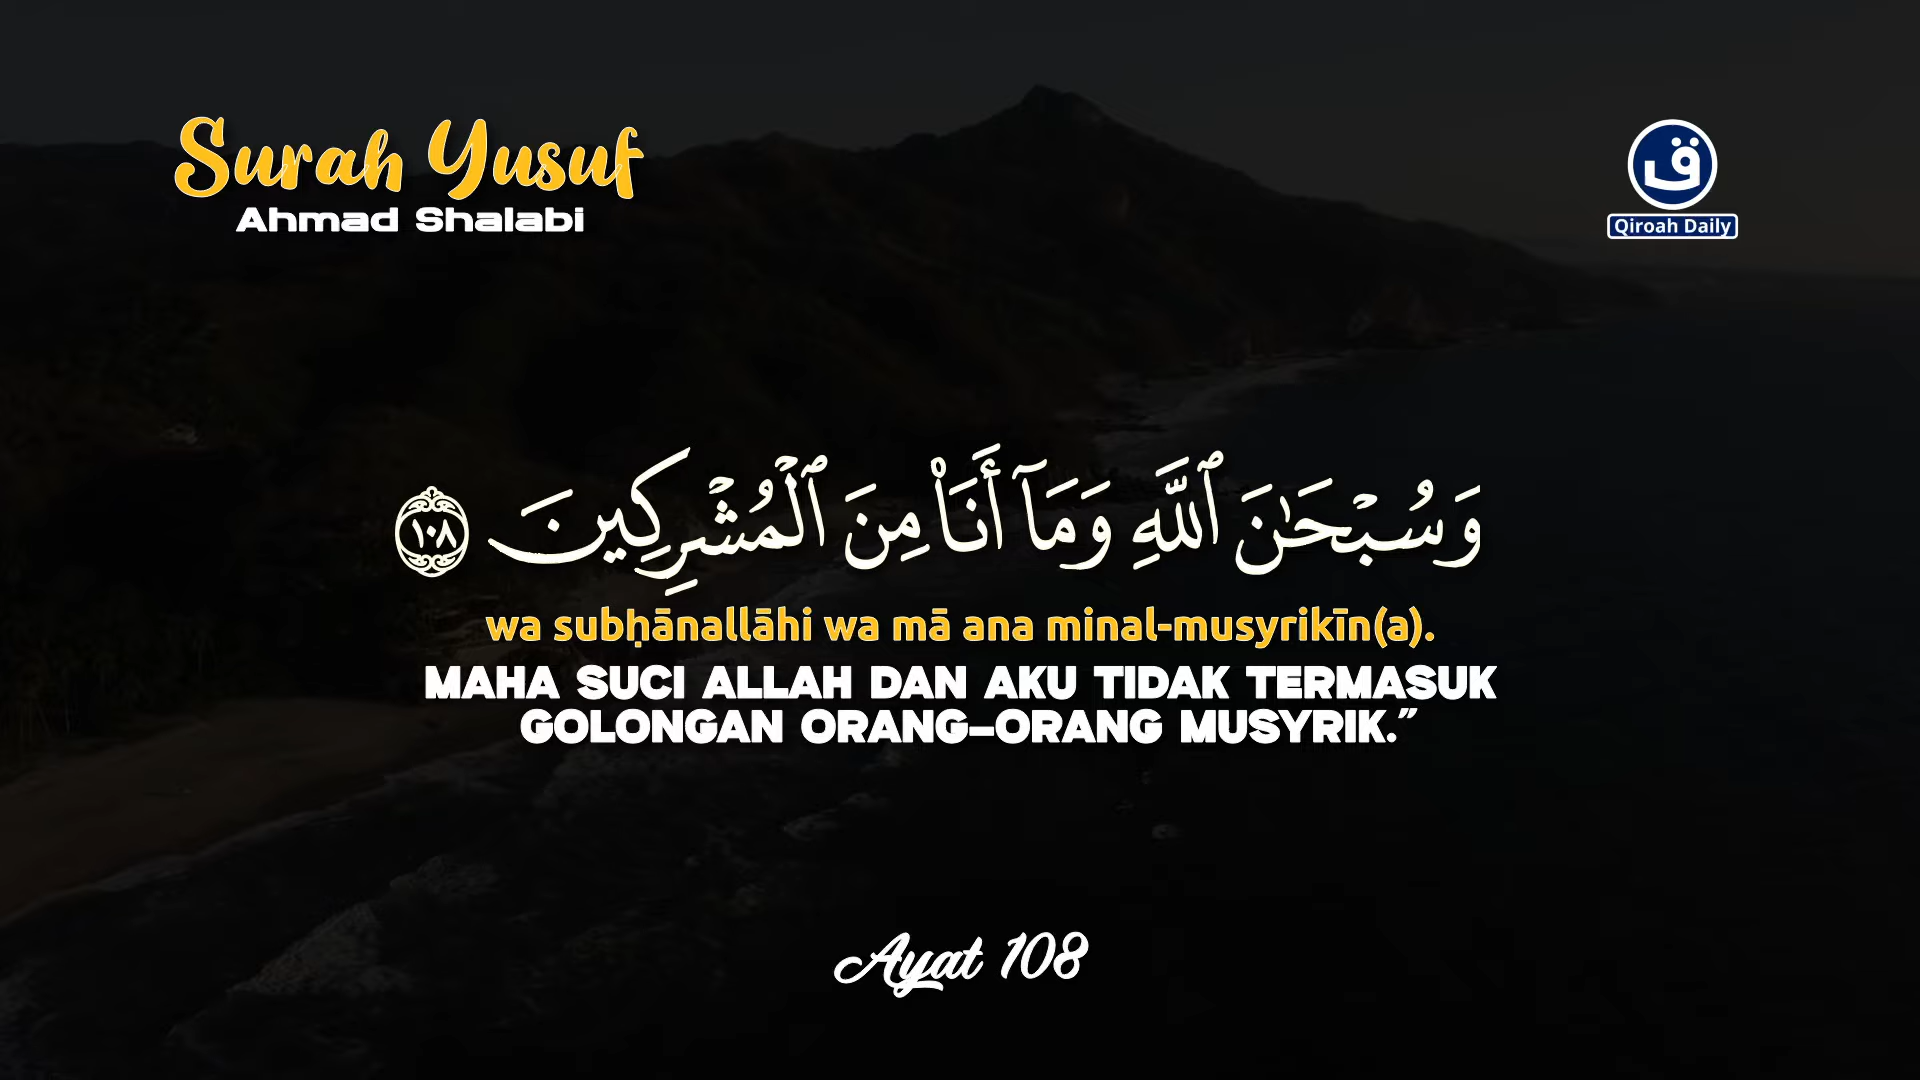 Surah Yusuf
Ahmad Shalabi
ق
Qiroah Daily
وَسُبْحَـٰنَ ٱللَّهِ وَمَآ أَنَا۠ مِنَ ٱلْمُشْرِكِينَ ١٠٨
wa subḥānallāhi wa mā ana minal-musyrikīn(a).
MAHA SUCI ALLAH DAN AKU TIDAK TERMASUK
GOLONGAN ORANG-ORANG MUSYRIK.”
Ayat 108